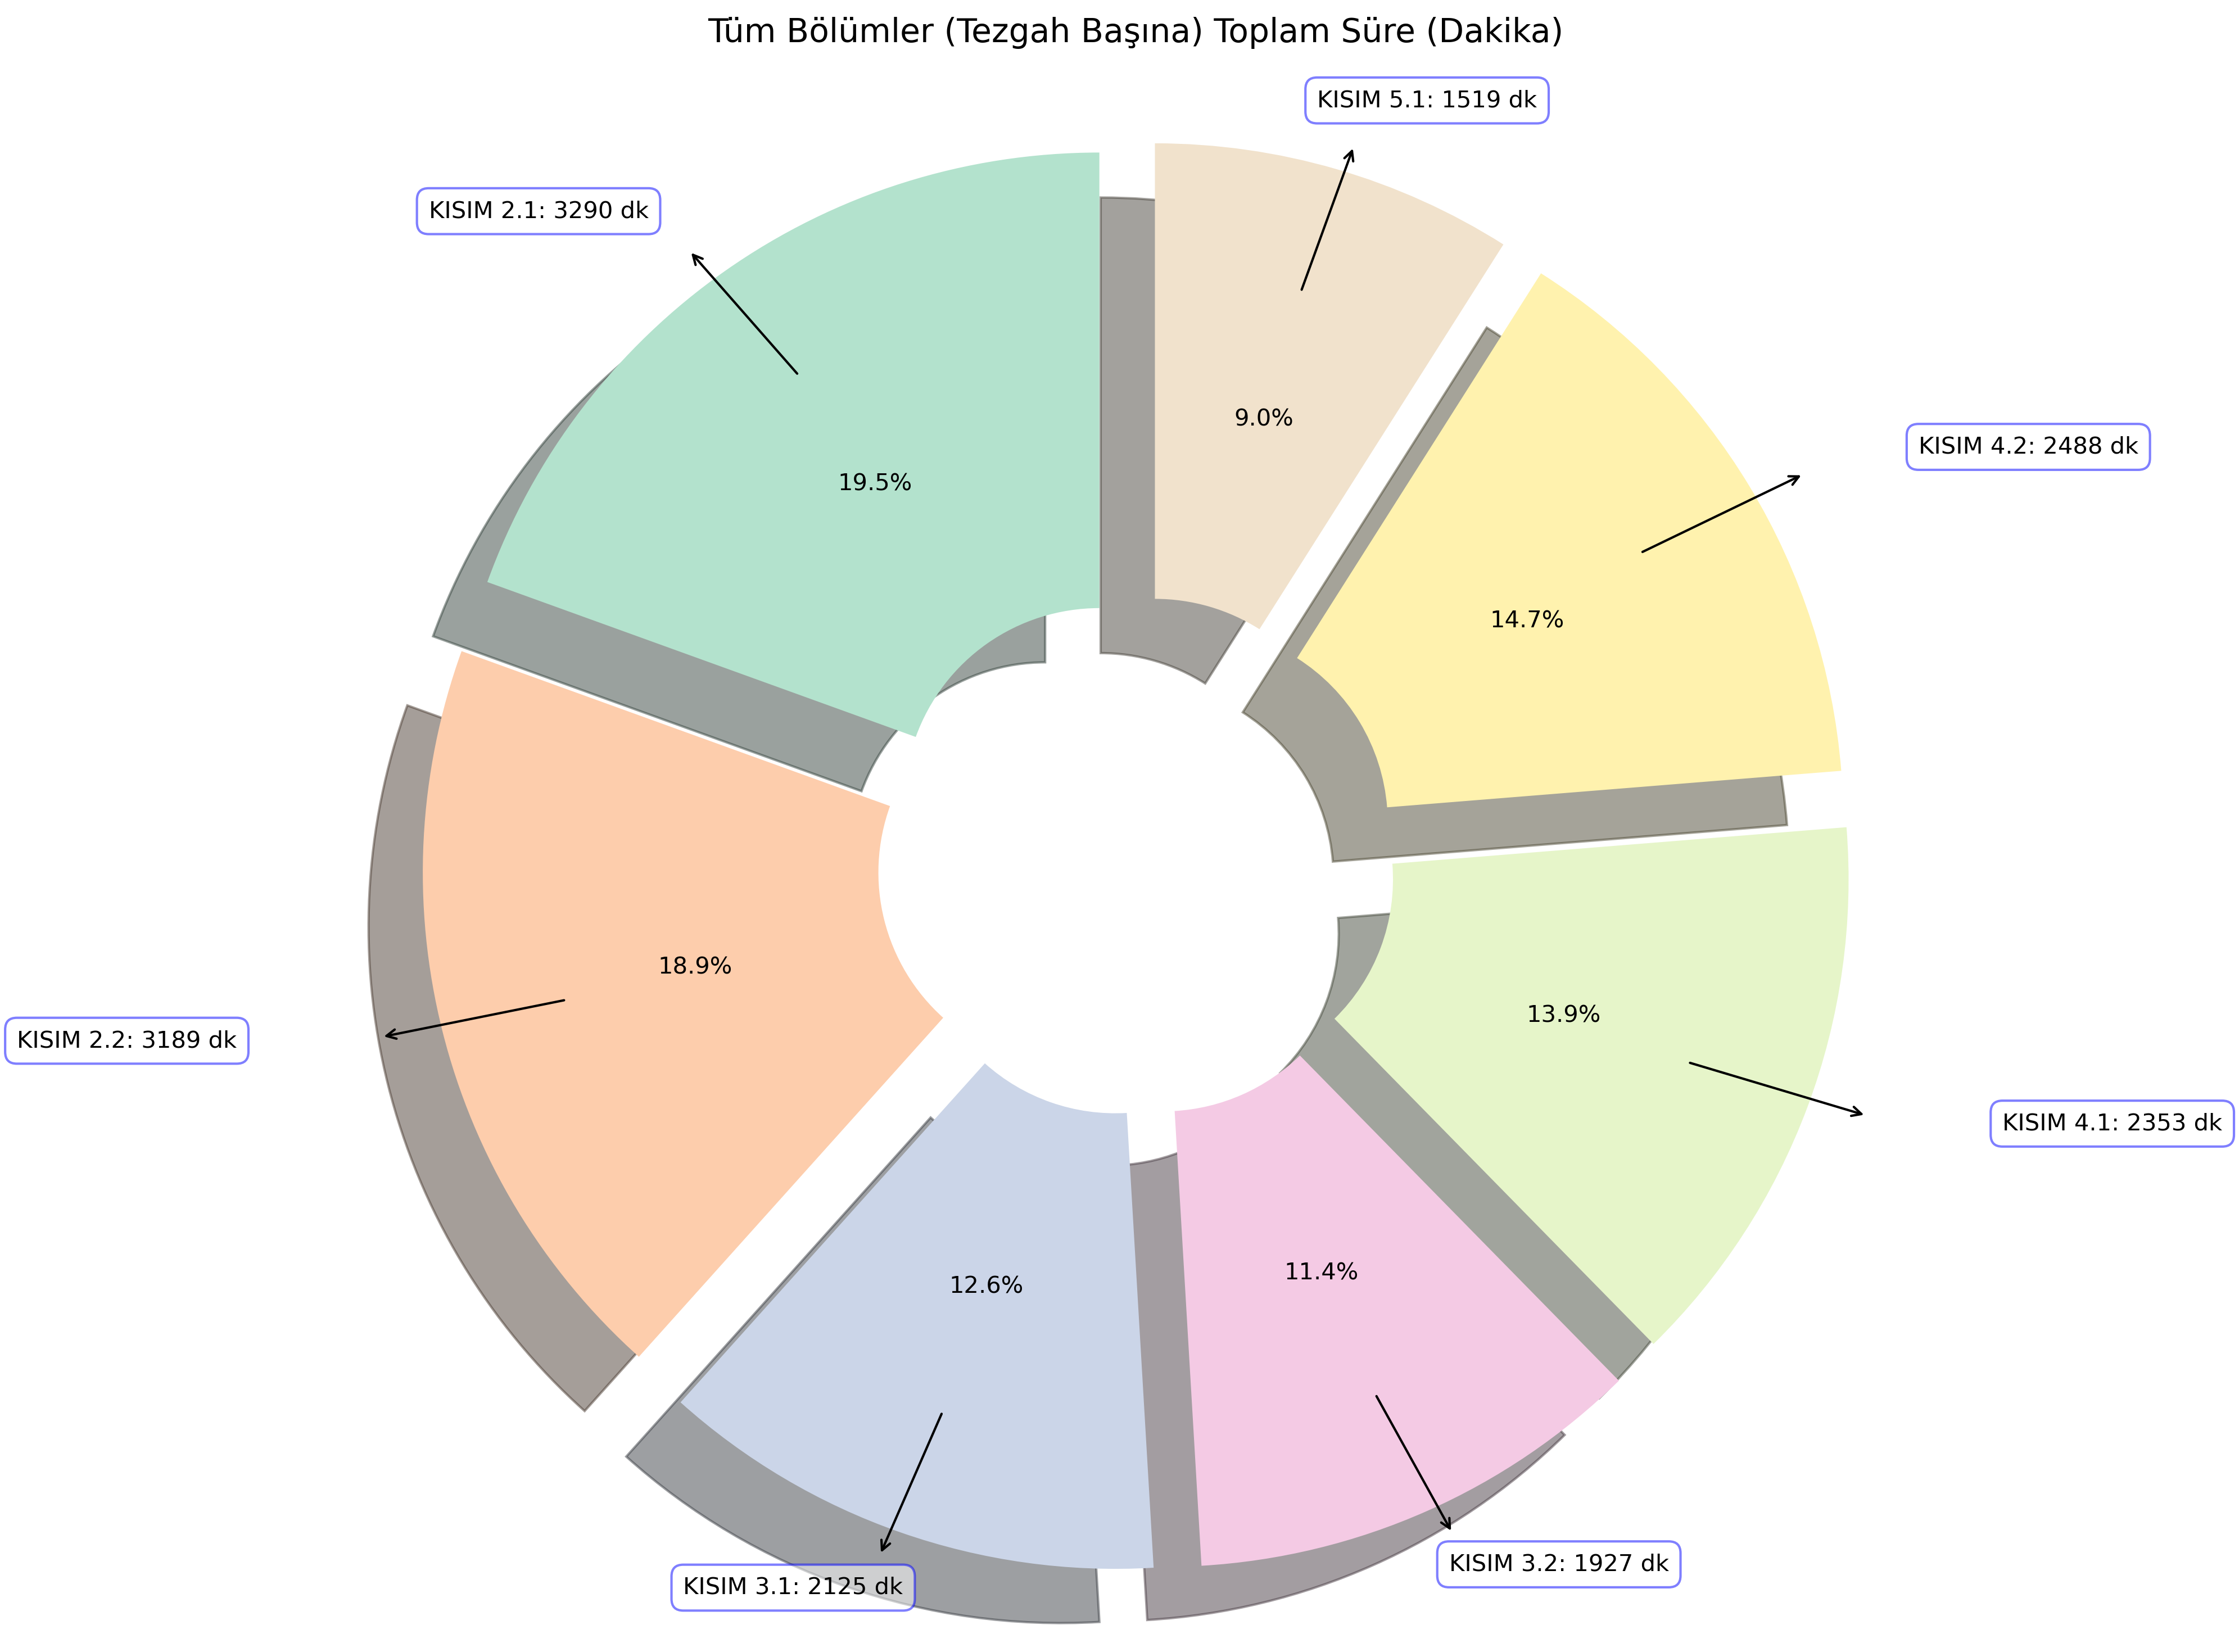 Tüm Bölümler (Tezgah Başına) Toplam Süre (Dakika)
KISIM 5.1: 1519 dk
KISIM 2.1: 3290 dk
9.0%
KISIM 4.2: 2488 dk
19.5%
14.7%
18.9%
13.9%
KISIM 2.2: 3189 dk
KISIM 4.1: 2353 dk
12.6%
11.4%
KISIM 3.1: 2125 dk
KISIM 3.2: 1927 dk